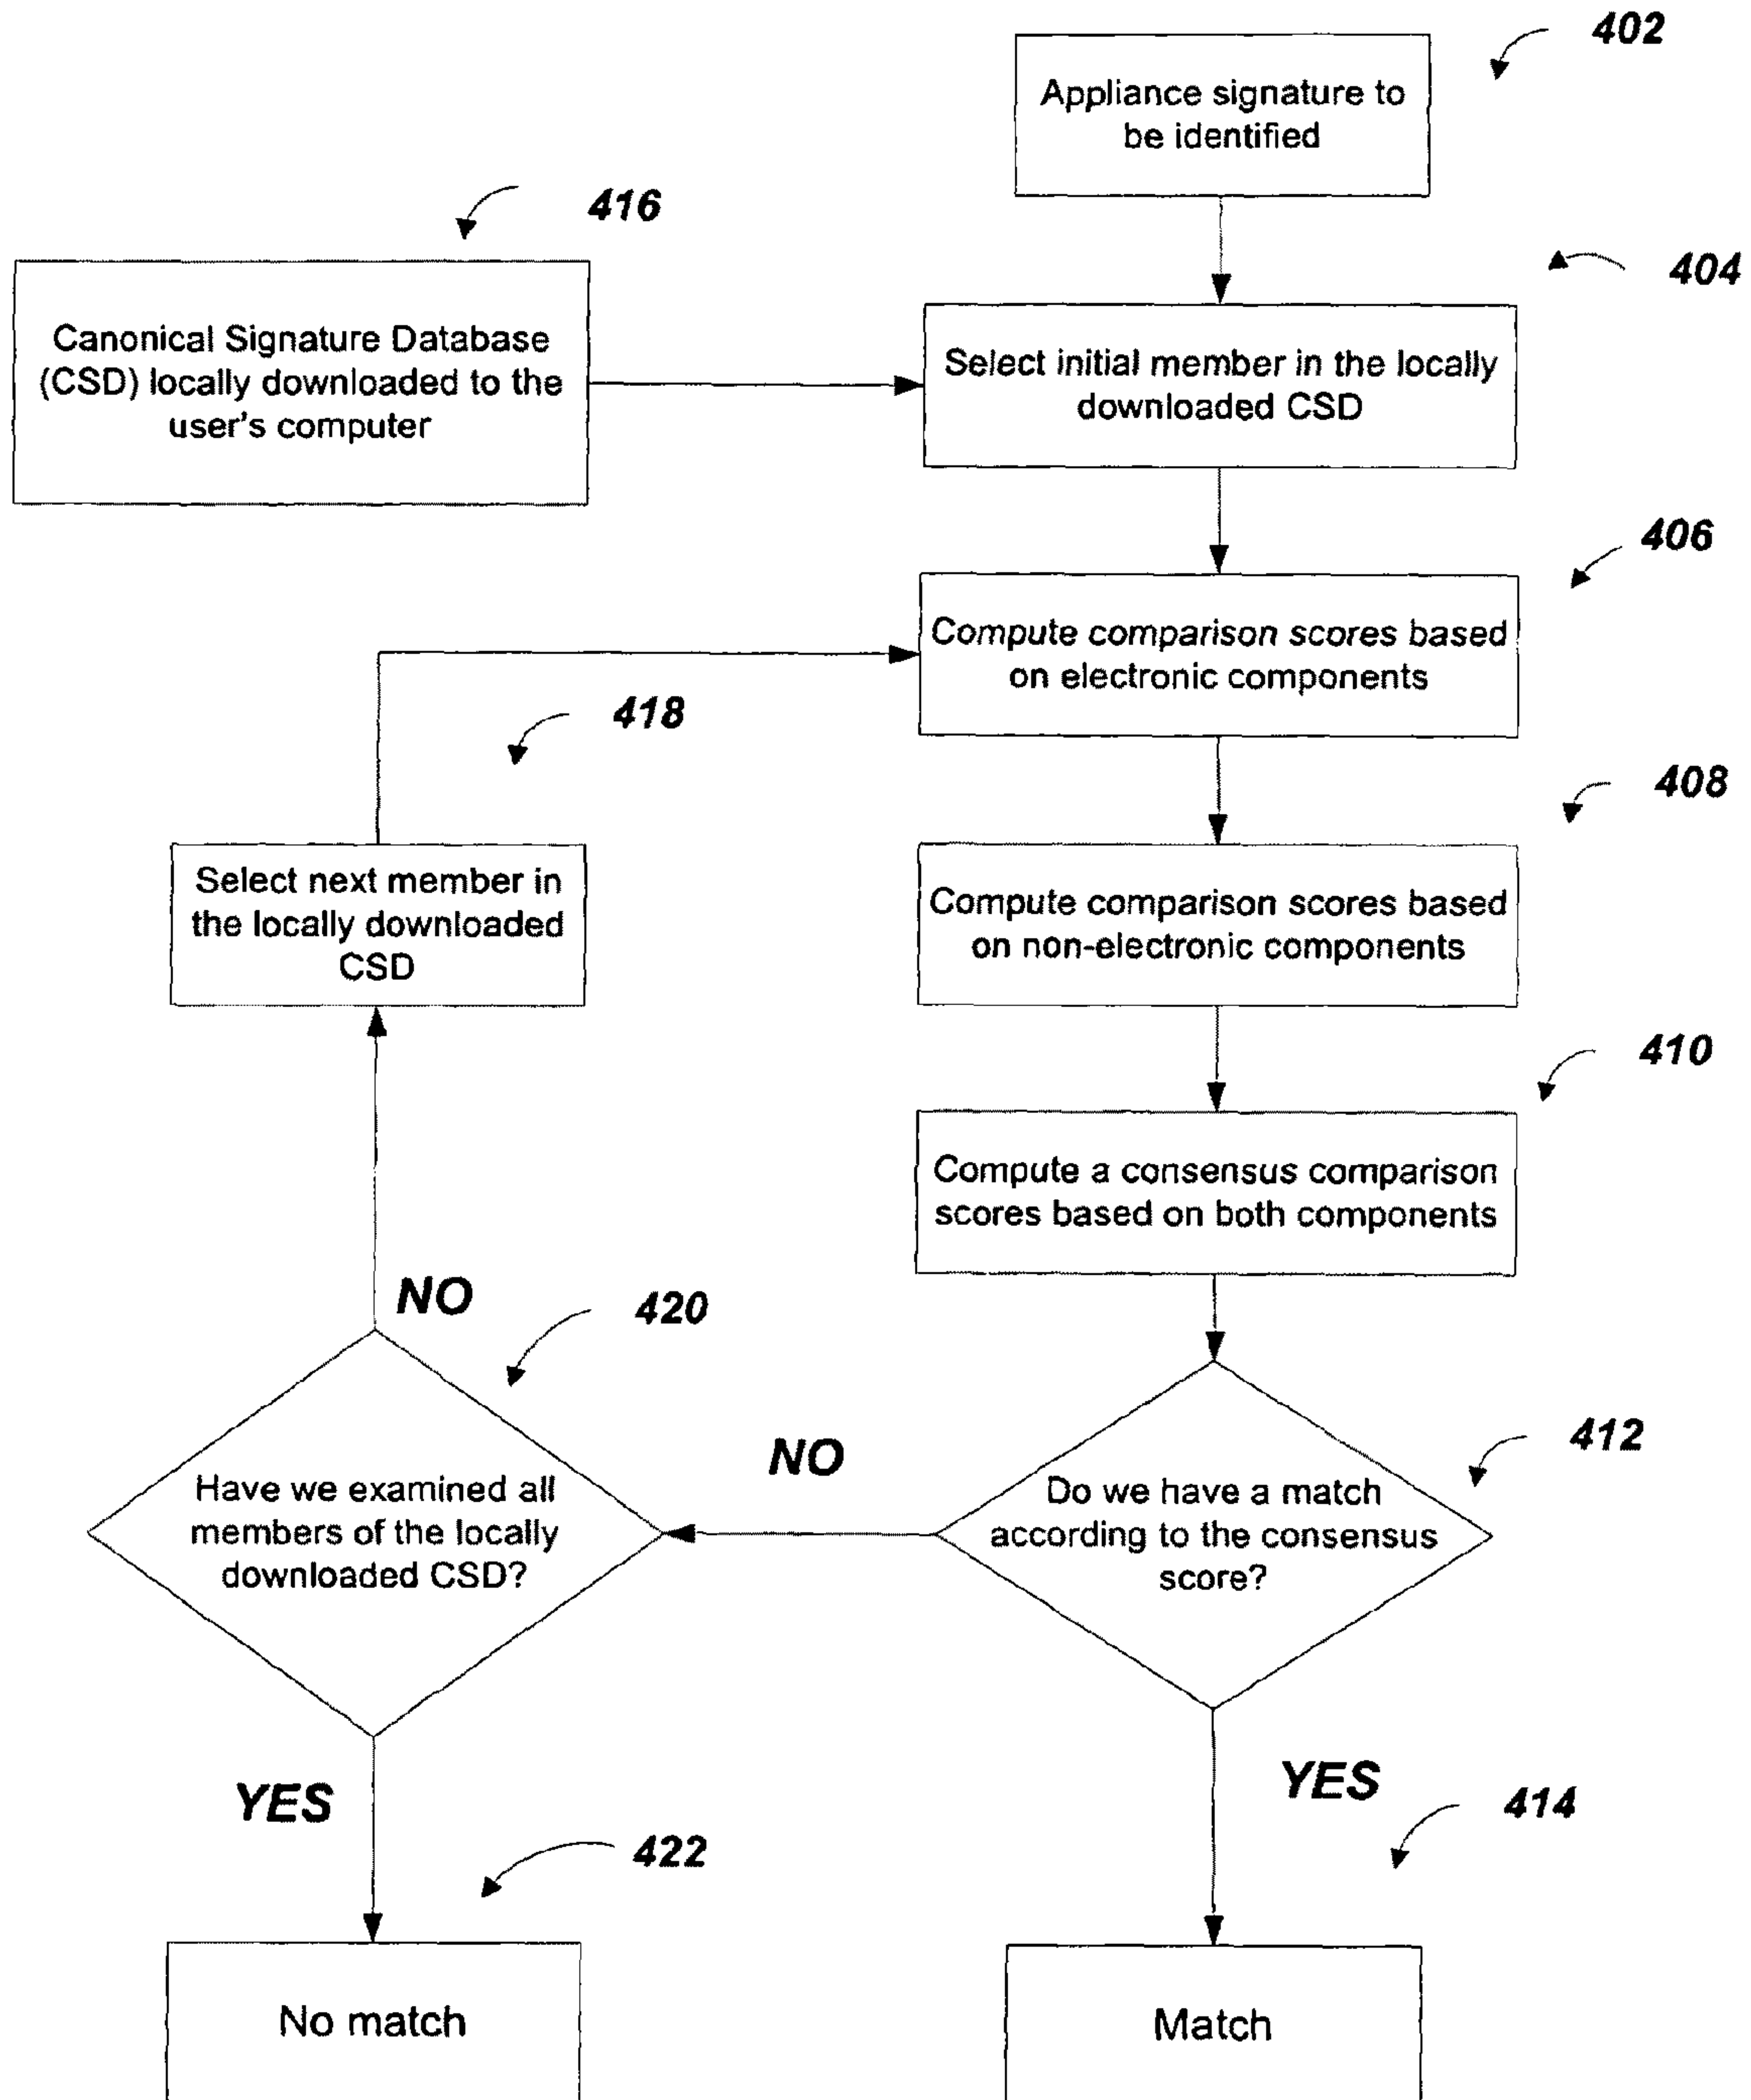 402
Appliance signature to
be identified
416
404
Canonical Signature Database
(CSD) locally downloaded to the
user's computer
Select initial member in the locally
downloaded CSD
406
Compute comparison scores based
on electronic components
418
408
Select next member in
the locally downloaded
CSD
Compute comparison scores based
on non-electronic components
410
Compute a consensus comparison
scores based on both components
NO
420
412
NO
Have we examined all
members of the locally
downloaded CSD?
Do we have a match
according to the consensus
score?
YES
YES
414
422
No match
Match